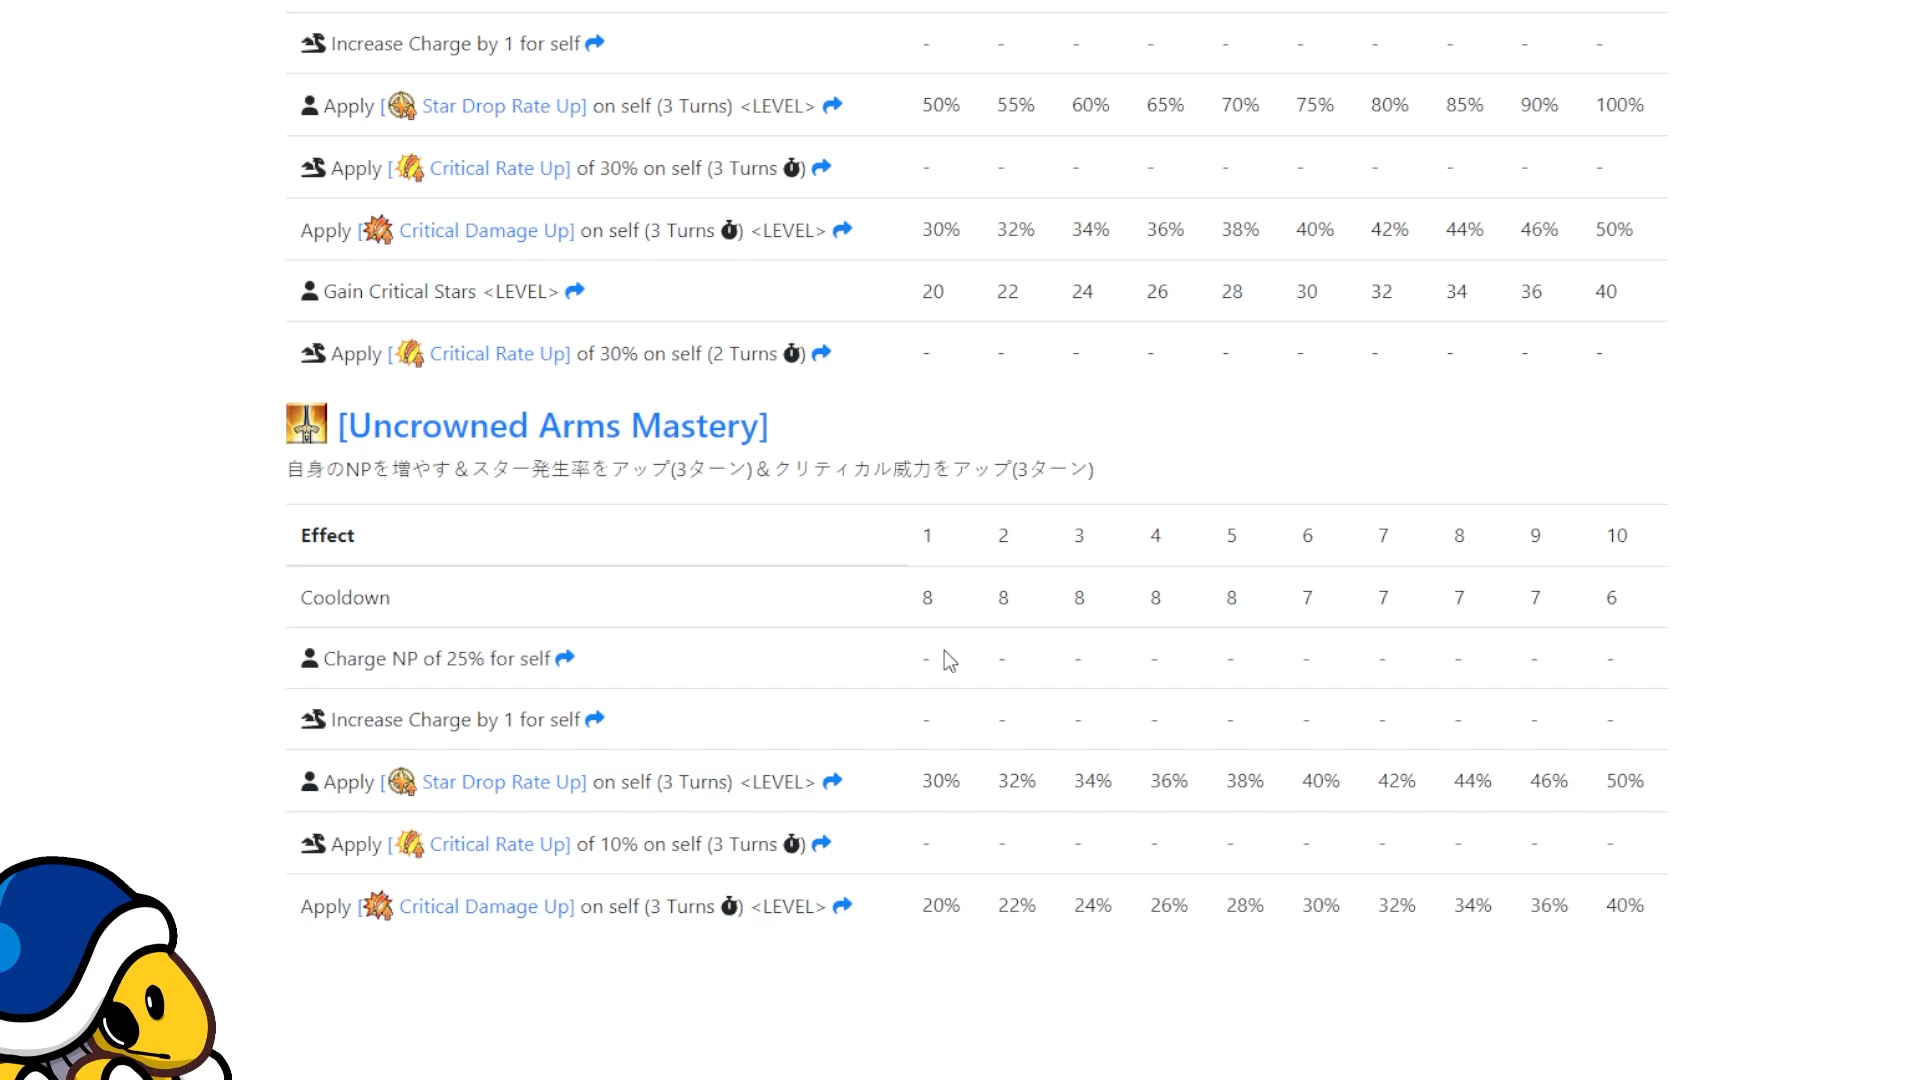 Increase Charge by 1 for self - - - - - - - - - -
Apply [Star Drop Rate Up] on self (3 Turns) <LEVEL> 50% 55% 60% 65% 70% 75% 80% 85% 90% 100%
Apply [Critical Rate Up] of 30% on self (3 Turns) - - - - - - - - - -
Apply [Critical Damage Up] on self (3 Turns) <LEVEL> 30% 32% 34% 36% 38% 40% 42% 44% 46% 50%
Gain Critical Stars <LEVEL> 20 22 24 26 28 30 32 34 36 40
Apply [Critical Rate Up] of 30% on self (2 Turns) - - - - - - - - - -
[Uncrowned Arms Mastery]
自身のNPを増やす＆スター発生率をアップ(3ターン)＆クリティカル威力をアップ(3ターン)
Effect 1 2 3 4 5 6 7 8 9 10
Cooldown 8 8 8 8 8 7 7 7 7 6
Charge NP of 25% for self - - - - - - - - - -
Increase Charge by 1 for self - - - - - - - - - -
Apply [Star Drop Rate Up] on self (3 Turns) <LEVEL> 30% 32% 34% 36% 38% 40% 42% 44% 46% 50%
Apply [Critical Rate Up] of 10% on self (3 Turns) - - - - - - - - - -
Apply [Critical Damage Up] on self (3 Turns) <LEVEL> 20% 22% 24% 26% 28% 30% 32% 34% 36% 40%